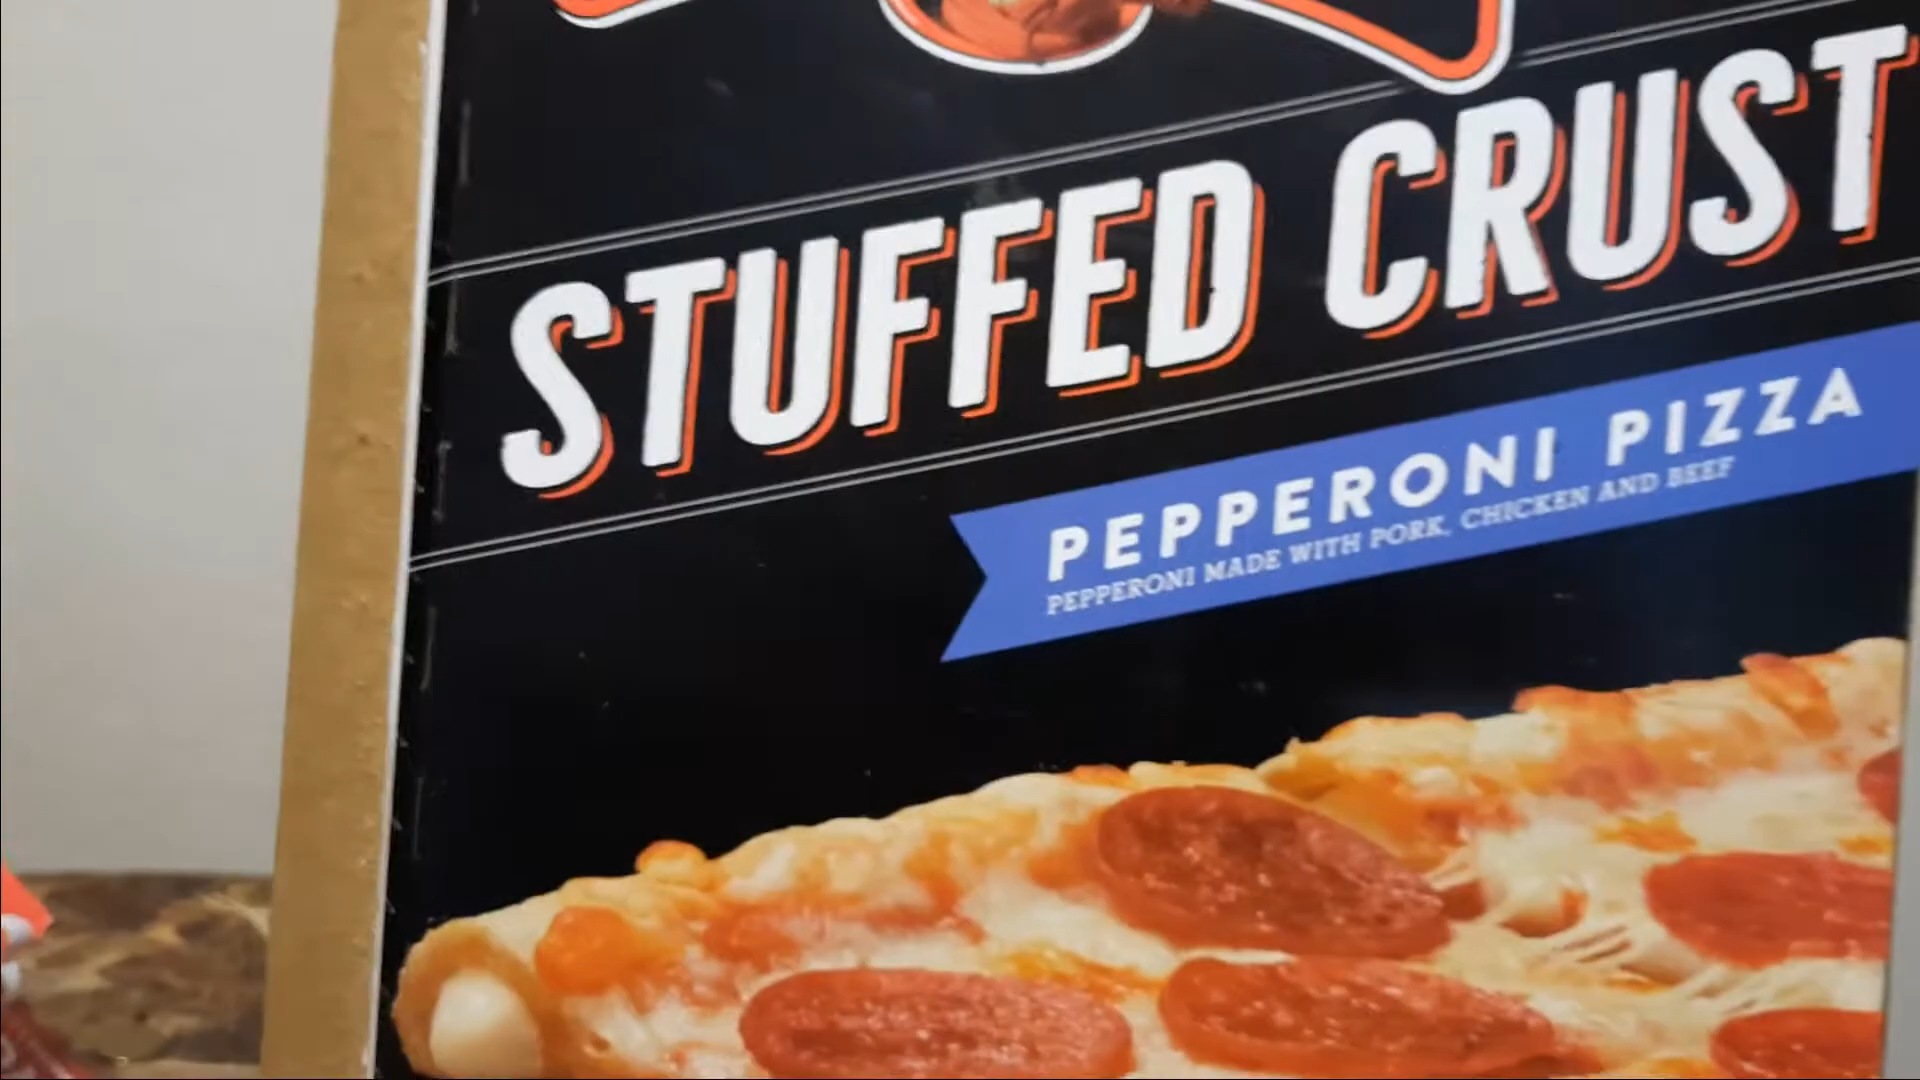 STUFFED CRUST
PEPPERONI PIZZA
PEPPERONI MADE WITH PORK, CHICKEN AND BEEF